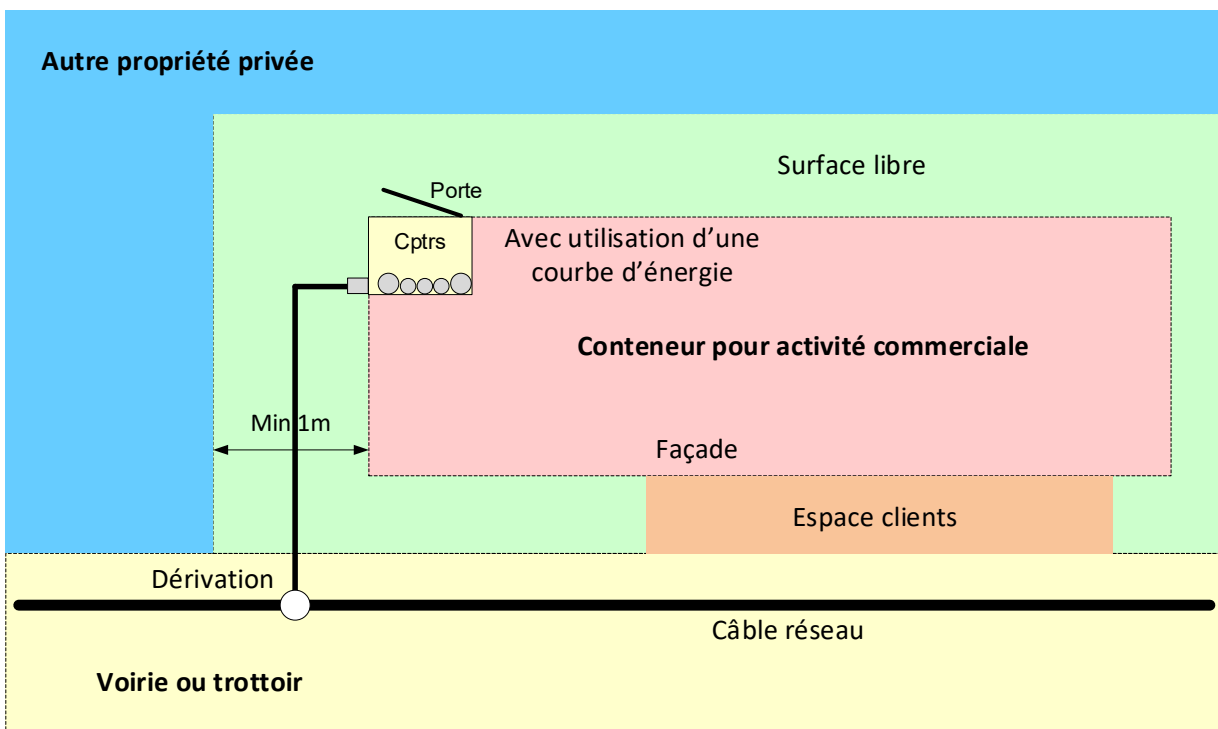 Autre propriété privée
Surface libre
Porte
Cptrs
Avec utilisation d’une
courbe d’énergie
Conteneur pour activité commerciale
Min 1m
Façade
Espace clients
Dérivation
Câble réseau
Voirie ou trottoir